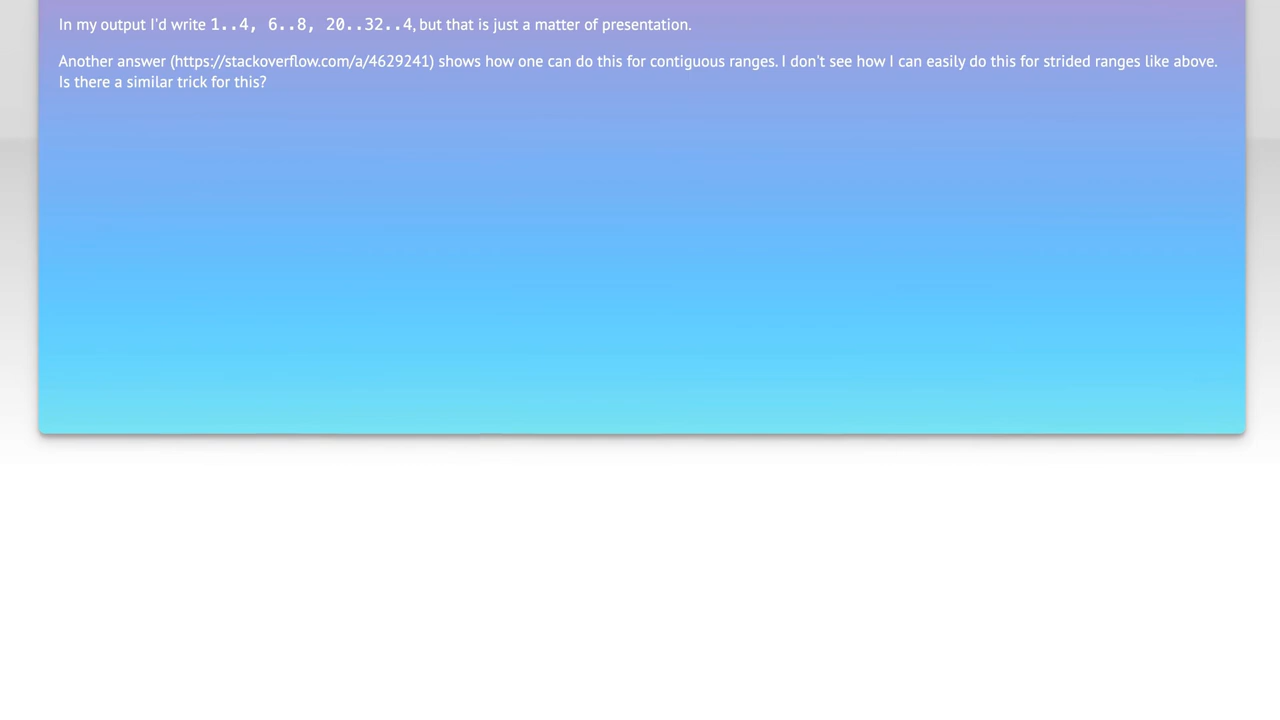 In my output I'd write 1..4, 6..8, 20..32..4, but that is just a matter of presentation.
Another answer (https://stackoverflow.com/a/4629241) shows how one can do this for contiguous ranges. I don't see how I can easily do this for strided ranges like above.
Is there a similar trick for this?